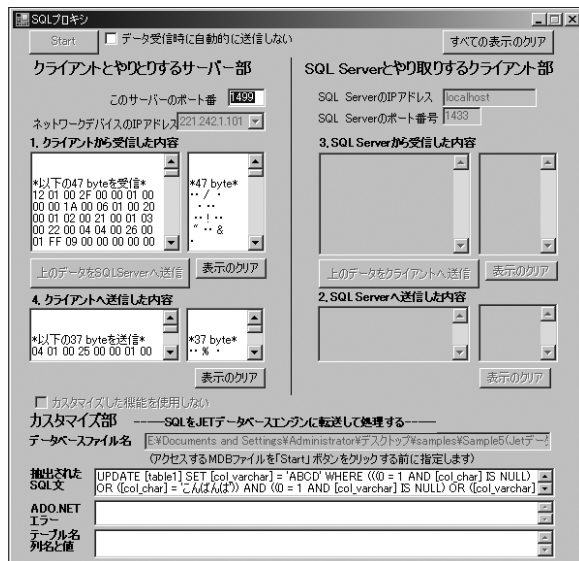 SQLプロキシ
Start
データ受信時に自動的に送信しない
すべての表示のクリア
クライアントとやりとりするサーバー部
SQL Serverとやり取りするクライアント部
このサーバーのポート番
1499
ネットワークデバイスのIPアドレス
221.242.1.101
SQL ServerのIPアドレス
localhost
SQL Serverのポート番号
1433
1. クライアントから受信した内容
*以下の47 byteを受信*
12 01 00 2F 00 00 01 00
00 00 1A 00 06 01 00 20
00 01 02 00 21 00 01 03
00 22 00 04 04 00 26 00
01 FF 09 00 00 00 00 00
*47 byte*
・・ / ・
・ ・・
・・ ! ・・
" ・・ &
・
3. SQL Serverから受信した内容
上のデータをSQLServerへ送信
表示のクリア
上のデータをクライアントへ送信
表示のクリア
4. クライアントへ送信した内容
*以下の37 byteを送信*
04 01 00 25 00 00 01 00
*37 byte*
・・ % ・
表示のクリア
2. SQL Serverへ送信した内容
表示のクリア
カスタマイズした機能を使用しない
カスタマイズ部 -----SQLをJETデータベースエンジンに転送して処理する----
データベースファイル名
E:¥Documents and Settings¥Administrator¥デスクトップ¥samples¥Sample5(Jetデー
(アクセスするMDBファイルを「Start」ボタンをクリックする前に指定します)
抽出された SQL文
UPDATE [table1] SET [col_varchar] = 'ABCD' WHERE (((0 = 1 AND [col_char] IS NULL)
OR ([col_char] = 'こんばんは')) AND ((0 = 1 AND [col_varchar] IS NULL) OR ([col_varchar]
ADO.NET エラー
テーブル名 列名と値